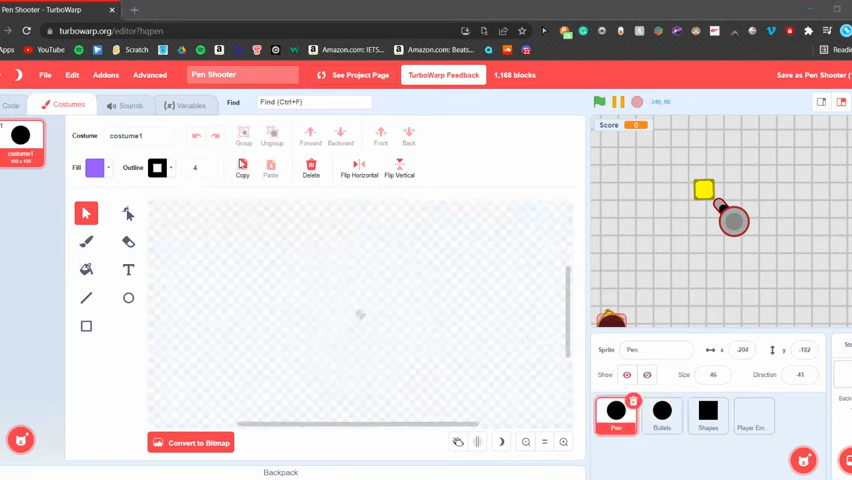 Pen Shooter - TurboWarp
turbowarp.org/editor?hqpen
Apps YouTube Scratch Amazon.com: IETS... Amazon.com: Beats... Reading
File Edit Addons Advanced Pen Shooter See Project Page TurboWarp Feedback 1,168 blocks Save as Pen Shooter (
Code Costumes Sounds (x) Variables Find Find (Ctrl+F)
1
costume1
100 x 100
Costume costume1 Group Ungroup Forward Backward Front Back
Fill Outline 4 Copy Paste Delete Flip Horizontal Flip Vertical
T
Convert to Bitmap
Backpack
Score 0
Sprite Pen x -204 y -182
Show Size 46 Direction -41
Pen Bullets Shapes Player Em...